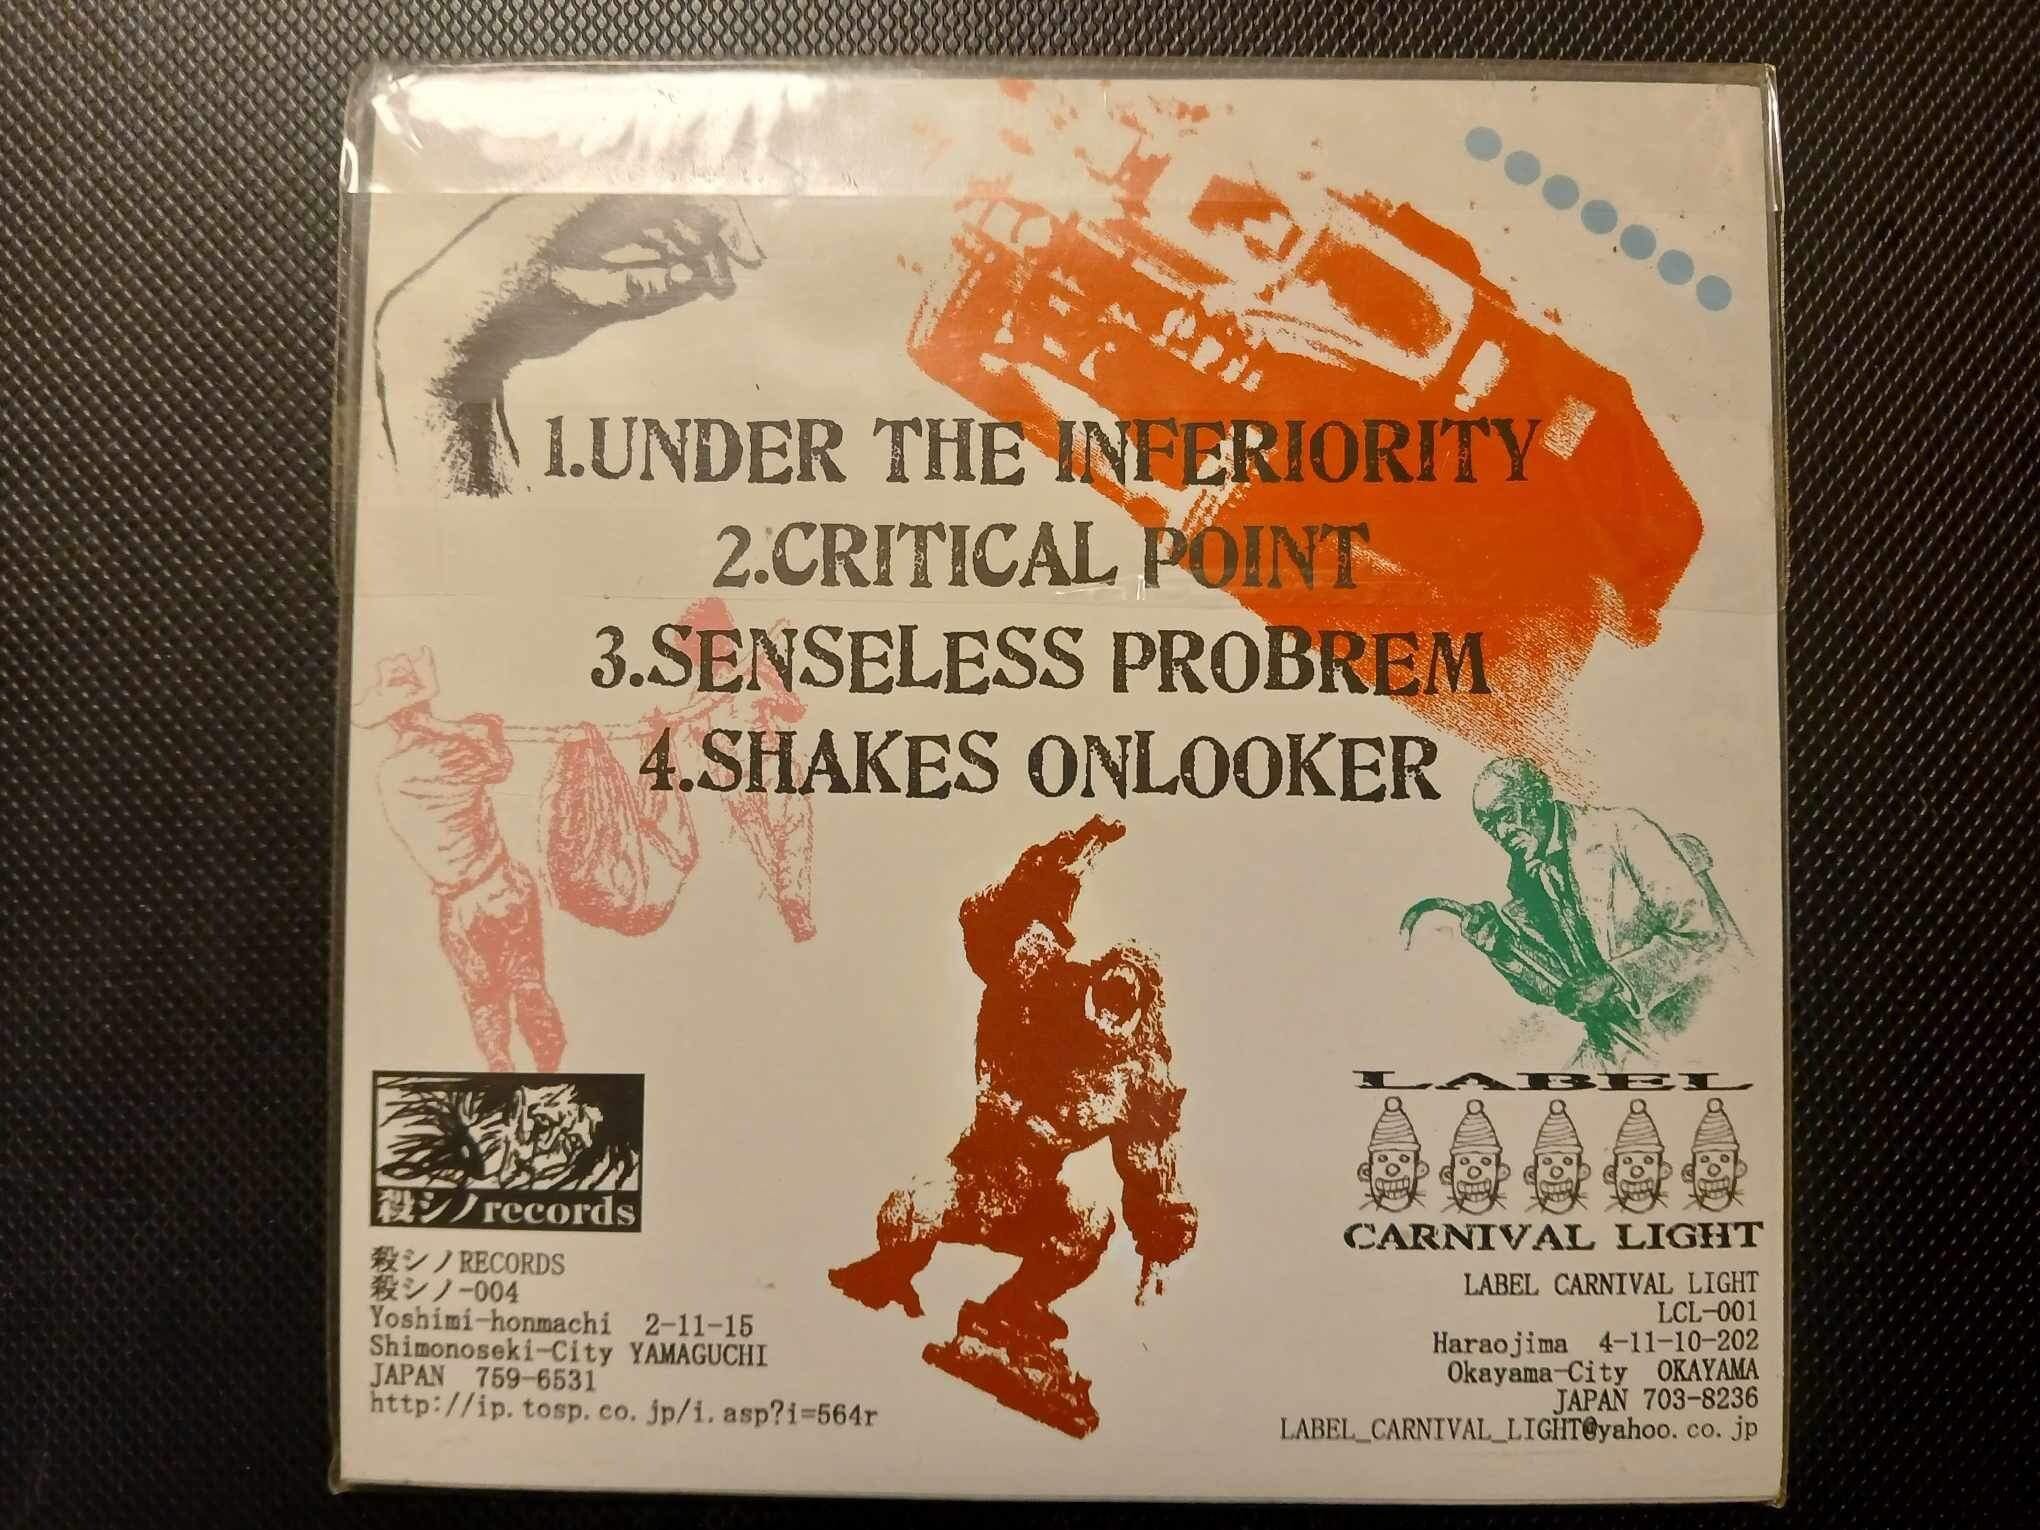 1.UNDER THE INFERIORITY
2.CRITICAL POINT
3.SENSELESS PROBREM
4.SHAKES ONLOOKER
殺シノrecords
殺シノRECORDS
殺シノ-004
Yoshimi-honmachi 2-11-15
Shimonoseki-City YAMAGUCHI
JAPAN 759-6531
http://ip.tosp.co.jp/i.asp?i=564r
LABEL
CARNIVAL LIGHT
LABEL CARNIVAL LIGHT
LCL-001
Haraojima 4-11-10-202
Okayama-City OKAYAMA
JAPAN 703-8236
LABEL_CARNIVAL_LIGHT@yahoo.co.jp